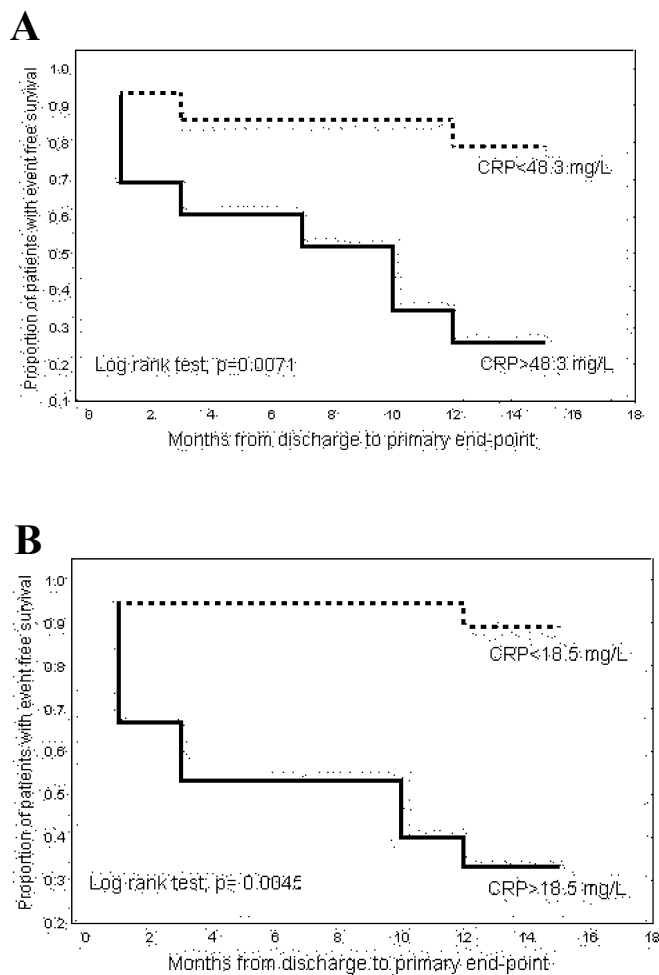 A
Proportion of patients with event free survival
1.0
0.9
0.8
0.7
0.6
0.5
0.4
0.3
0.2
0.1
CRP<48.3 mg/L
CRP>48.3 mg/L
Log rank test, p=0.0071
0 2 4 6 8 10 12 14 16 18
Months from discharge to primary end-point
B
Proportion of patients with event free survival
1.0
0.9
0.8
0.7
0.6
0.5
0.4
0.3
0.2
CRP<18.5 mg/L
CRP>18.5 mg/L
Log rank test, p= 0.0045
0 2 4 6 8 10 12 14 16 18
Months from discharge to primary end-point